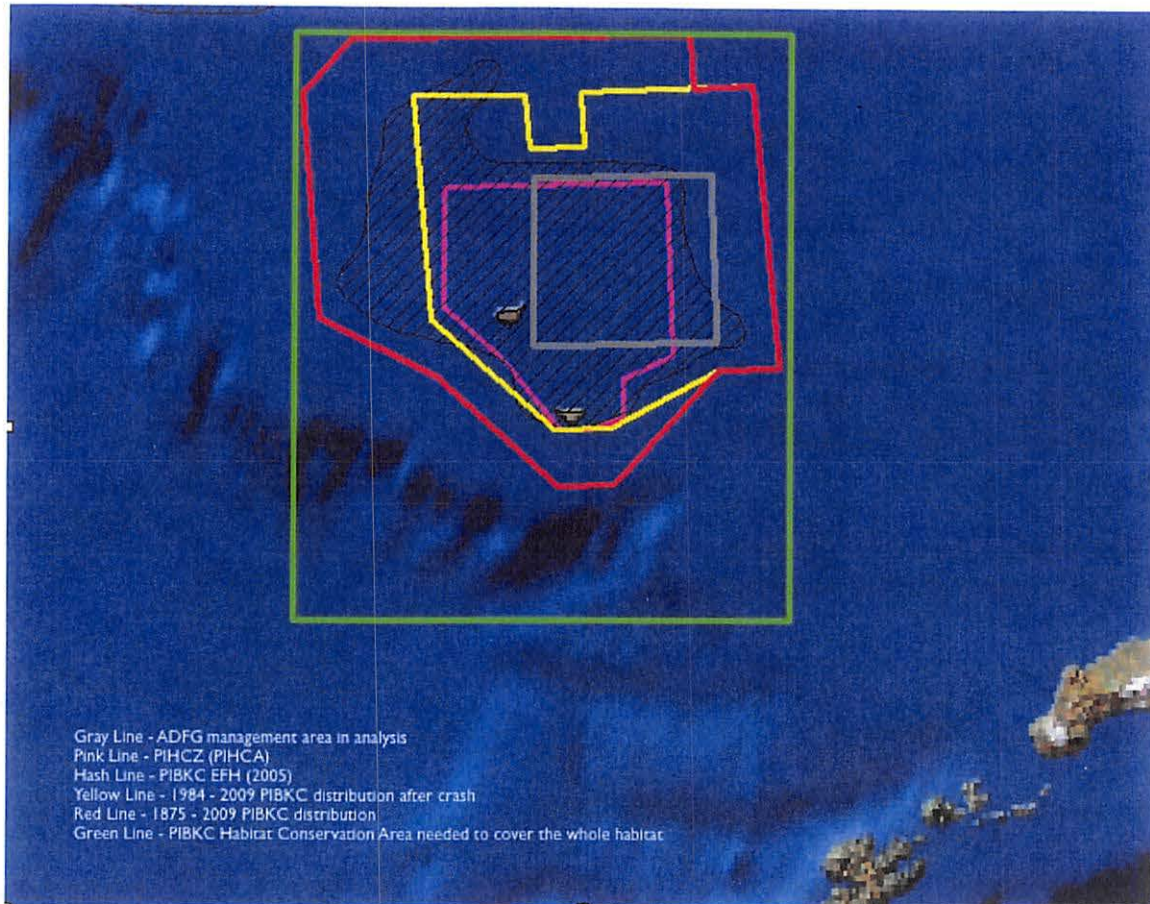 Gray Line - ADFG management area in analysis
Pink Line - PIHCZ (PIHCA)
Hash Line - PIBKC EFH (2005)
Yellow Line - 1984 - 2009 PIBKC distribution after crash
Red Line - 1875 - 2009 PIBKC distribution
Green Line - PIBKC Habitat Conservation Area needed to cover the whole habitat